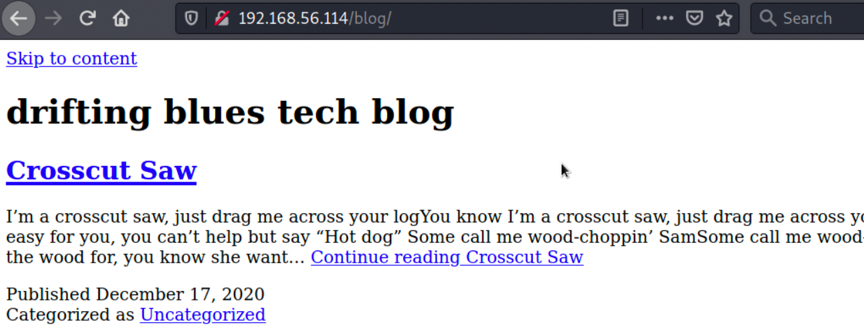 192.168.56.114/blog/
Search
Skip to content
drifting blues tech blog
Crosscut Saw
I’m a crosscut saw, just drag me across your logYou know I’m a crosscut saw, just drag me across
easy for you, you can’t help but say “Hot dog” Some call me wood-choppin’ SamSome call me wood-
the wood for, you know she want… Continue reading Crosscut Saw
Published December 17, 2020
Categorized as Uncategorized